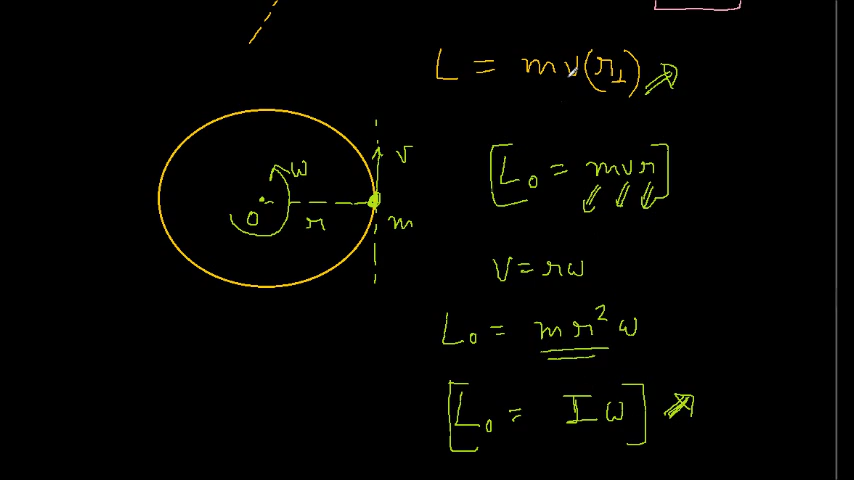 L = mv(r⊥)
L₀ = mvr
ω
v
O
r
m
v = rω
L₀ = mr²ω
L₀ = Iω